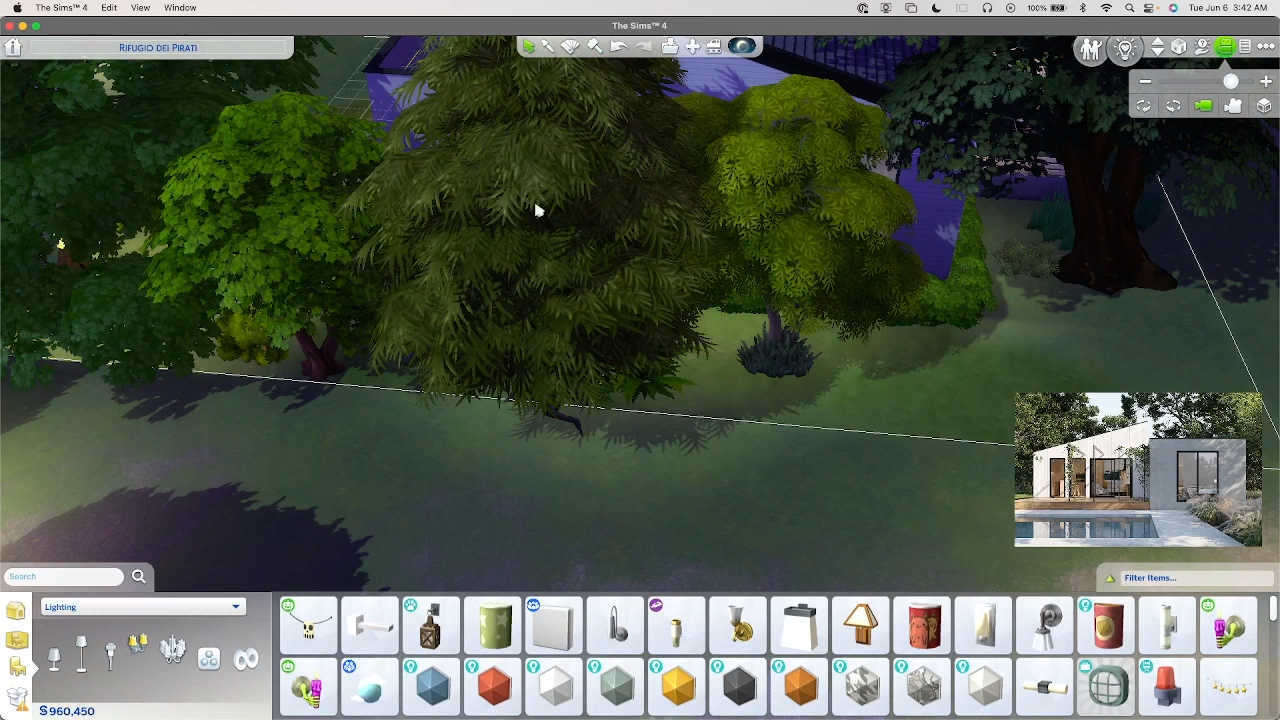 The Sims™ 4 Edit View Window 100% Tue Jun 6 3:42 AM
The Sims™ 4
RIFUGIO DEI PIRATI
Search
Filter Items...
Lighting
§960,450